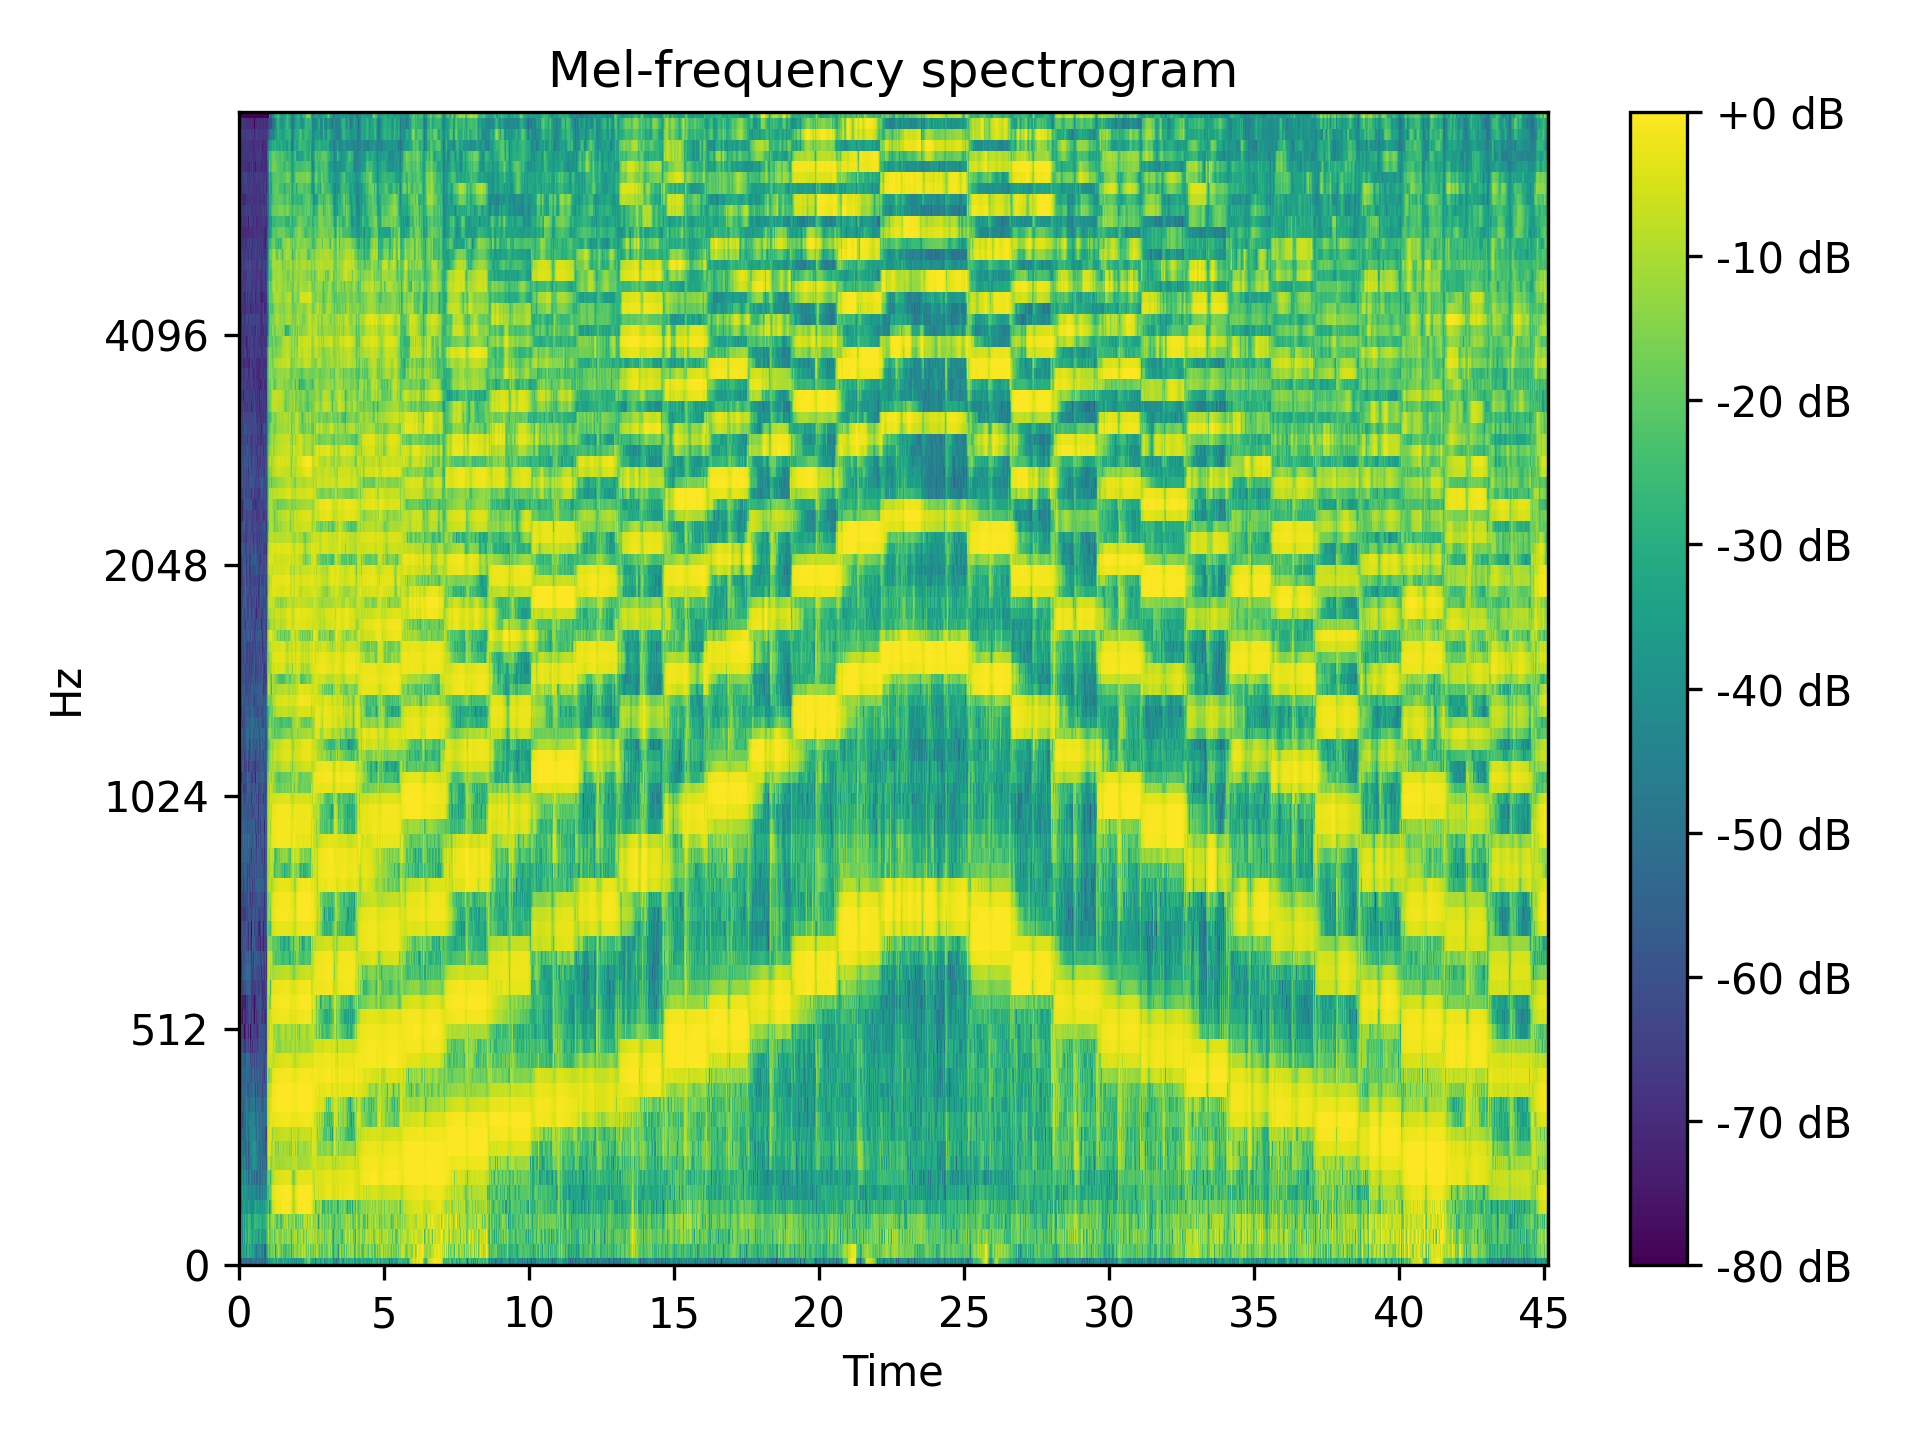 Mel-frequency spectrogram
+0 dB
-10 dB
4096
-20 dB
-30 dB
2048
Hz
-40 dB
1024
-50 dB
-60 dB
512
-70 dB
0
-80 dB
0 5 10 15 20 25 30 35 40 45
Time